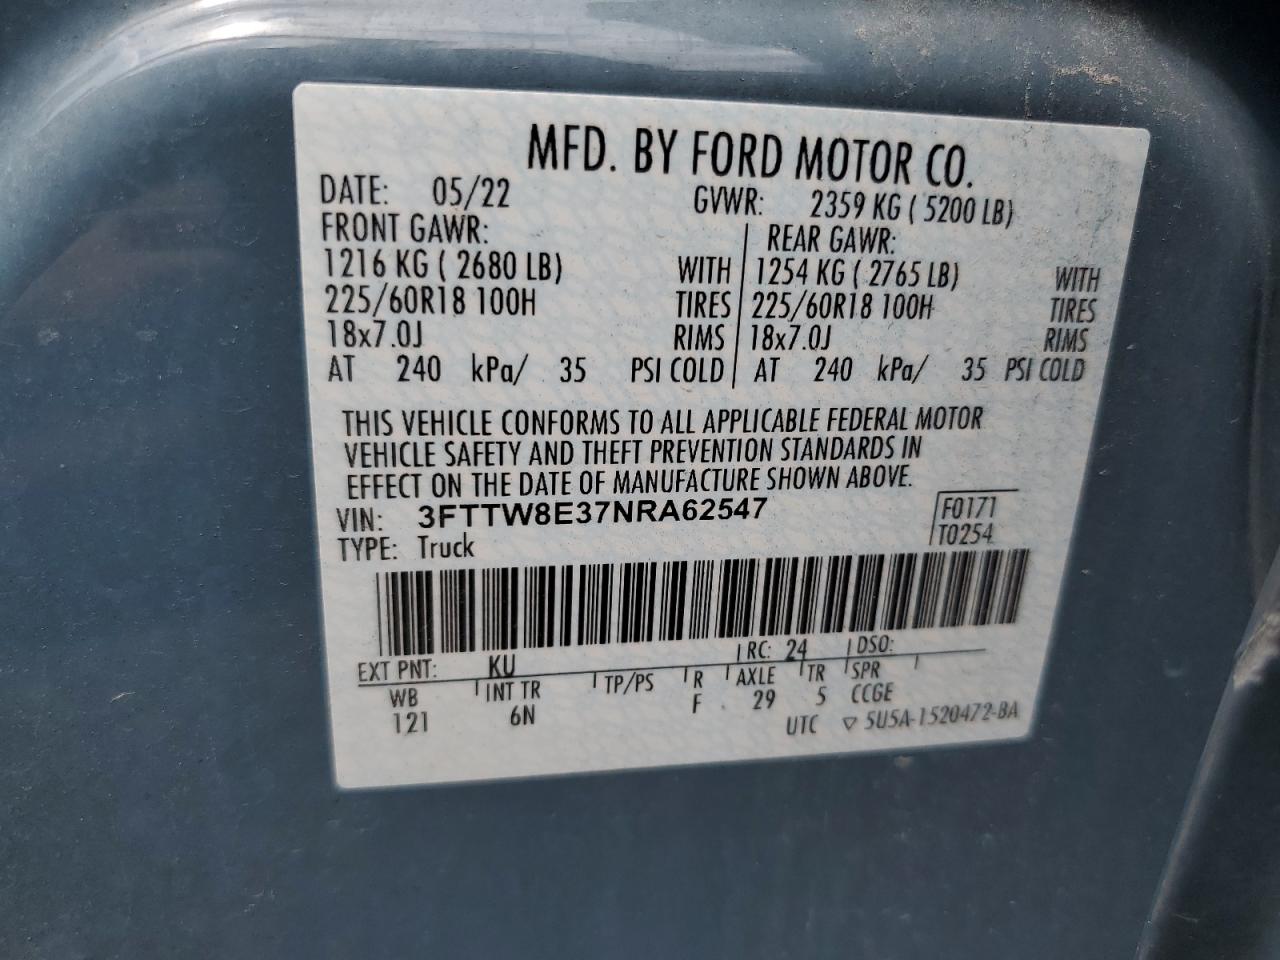 MFD. BY FORD MOTOR CO.
DATE: 05/22 GVWR: 2359 KG ( 5200 LB)
FRONT GAWR: REAR GAWR:
1216 KG ( 2680 LB) WITH 1254 KG ( 2765 LB) WITH
225/60R18 100H TIRES 225/60R18 100H TIRES
18x7.0J RIMS 18x7.0J RIMS
AT 240 kPa/ 35 PSI COLD AT 240 kPa/ 35 PSI COLD
THIS VEHICLE CONFORMS TO ALL APPLICABLE FEDERAL MOTOR
VEHICLE SAFETY AND THEFT PREVENTION STANDARDS IN
EFFECT ON THE DATE OF MANUFACTURE SHOWN ABOVE.
VIN: 3FTTW8E37NRA62547 F0171
TYPE: Truck T0254
EXT PNT: KU RC: 24 DSO:
WB INT TR TP/PS R AXLE TR SPR
121 6N F 29 5 CCGE
UTC ▽ 5U5A-1520472-BA